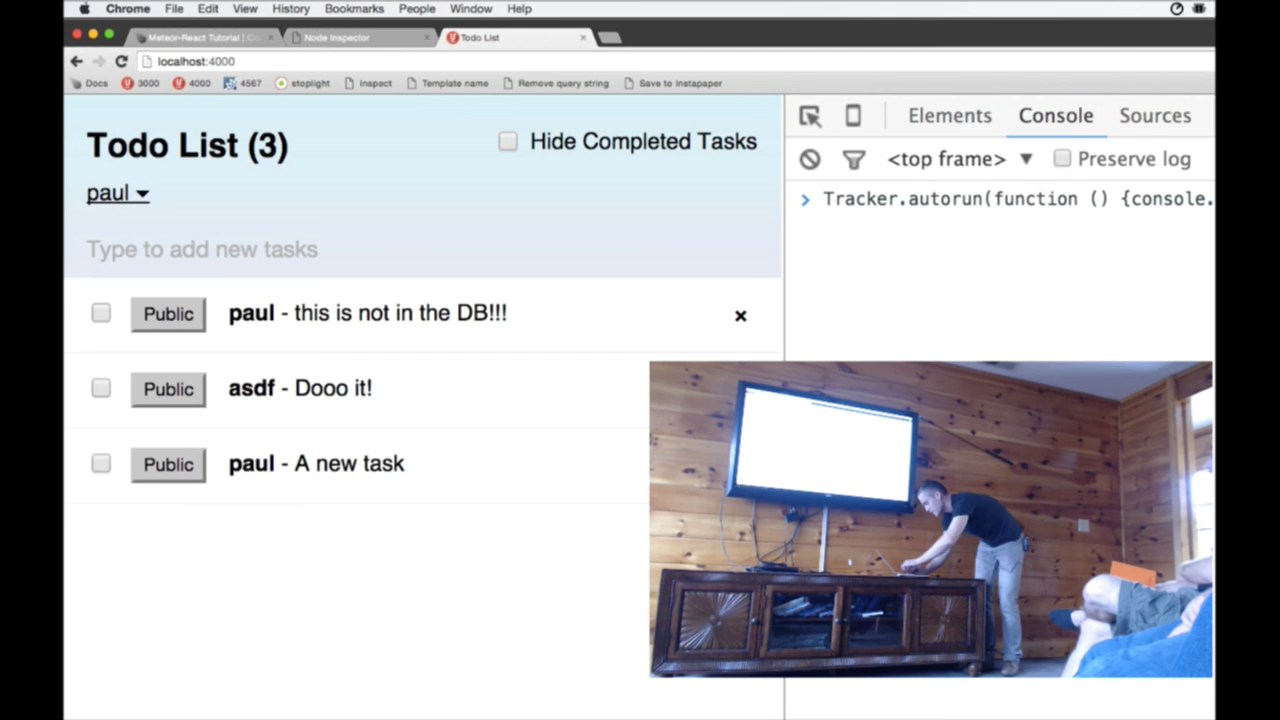 Chrome File Edit View History Bookmarks People Window Help
Meteor-React Tutorial | Node Inspector Todo List
localhost:4000
Docs 3000 4000 4567 stoplight Inspect Template name Remove query string Save to Instapaper
Todo List (3)
Hide Completed Tasks
paul
Type to add new tasks
Public paul - this is not in the DB!!!
Public asdf - Dooo it!
Public paul - A new task
Elements Console Sources
<top frame> Preserve log
Tracker.autorun(function () {console.